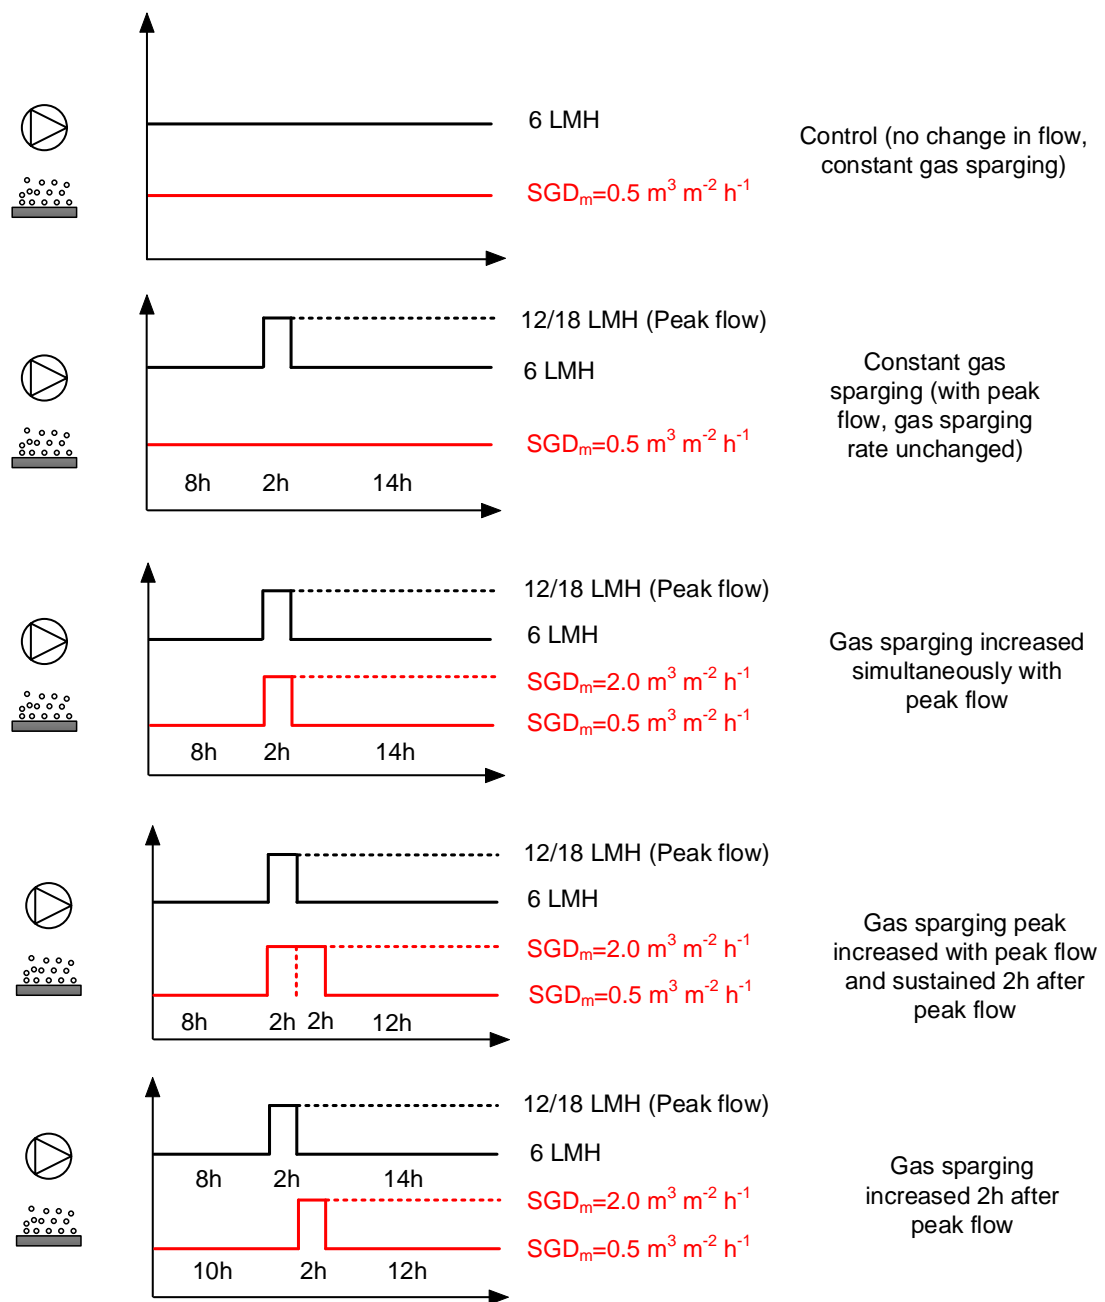 6 LMH
SGDm=0.5 m³ m⁻² h⁻¹
Control (no change in flow,
constant gas sparging)
12/18 LMH (Peak flow)
6 LMH
SGDm=0.5 m³ m⁻² h⁻¹
8h 2h 14h
Constant gas
sparging (with peak
flow, gas sparging
rate unchanged)
12/18 LMH (Peak flow)
6 LMH
SGDm=2.0 m³ m⁻² h⁻¹
SGDm=0.5 m³ m⁻² h⁻¹
8h 2h 14h
Gas sparging increased
simultaneously with
peak flow
12/18 LMH (Peak flow)
6 LMH
SGDm=2.0 m³ m⁻² h⁻¹
SGDm=0.5 m³ m⁻² h⁻¹
8h 2h 2h 12h
Gas sparging peak
increased with peak flow
and sustained 2h after
peak flow
12/18 LMH (Peak flow)
6 LMH
8h 2h 14h
SGDm=2.0 m³ m⁻² h⁻¹
SGDm=0.5 m³ m⁻² h⁻¹
10h 2h 12h
Gas sparging
increased 2h after
peak flow